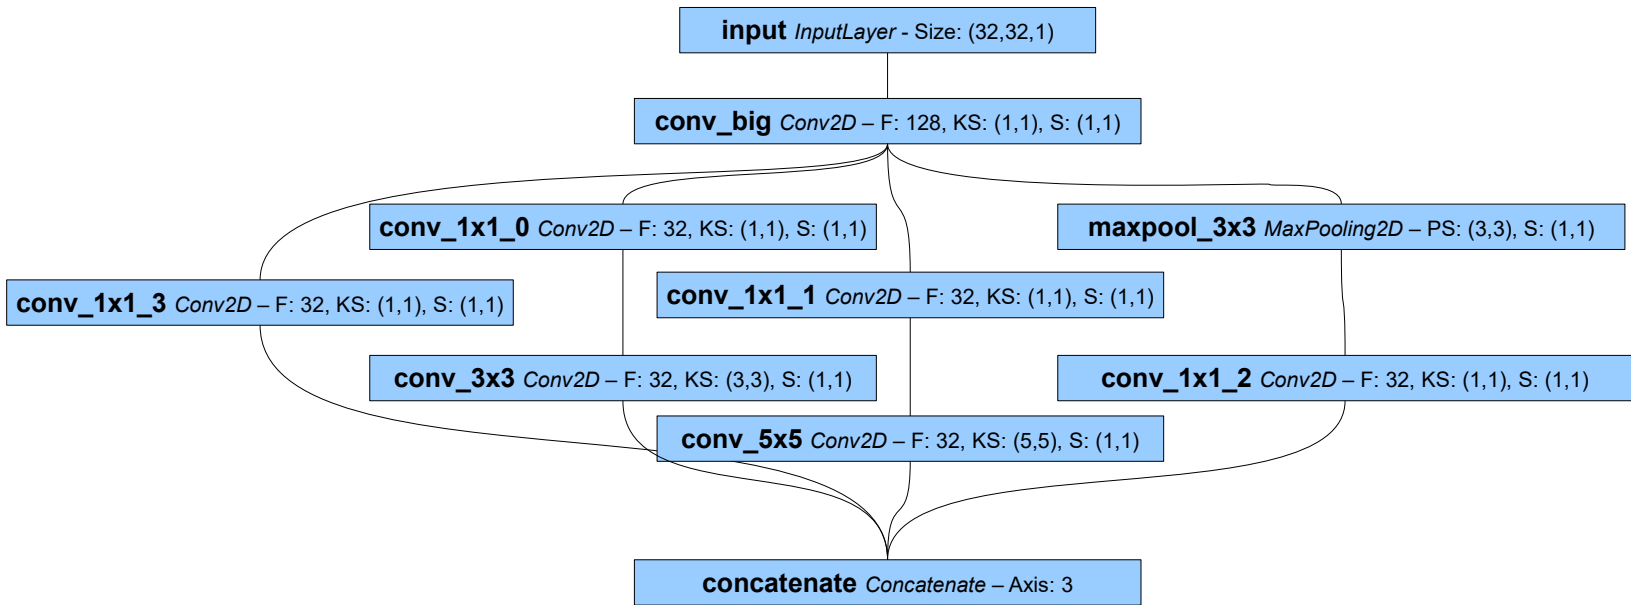 input InputLayer - Size: (32,32,1)
conv_big Conv2D – F: 128, KS: (1,1), S: (1,1)
conv_1x1_0 Conv2D – F: 32, KS: (1,1), S: (1,1)
maxpool_3x3 MaxPooling2D – PS: (3,3), S: (1,1)
conv_1x1_3 Conv2D – F: 32, KS: (1,1), S: (1,1)
conv_1x1_1 Conv2D – F: 32, KS: (1,1), S: (1,1)
conv_3x3 Conv2D – F: 32, KS: (3,3), S: (1,1)
conv_1x1_2 Conv2D – F: 32, KS: (1,1), S: (1,1)
conv_5x5 Conv2D – F: 32, KS: (5,5), S: (1,1)
concatenate Concatenate – Axis: 3